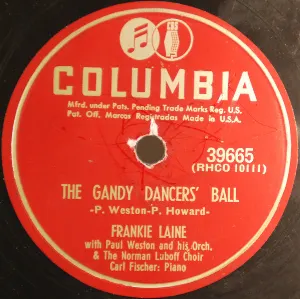 COLUMBIA
Mfrd. under Pats. Pending Trade Marks Reg. U.S.
Pat. Off. Marcas Registradas Made in U.S.A.
39665
(RHCO 10111)
THE GANDY DANCERS' BALL
-P. Weston-P. Howard-
FRANKIE LAINE
with Paul Weston and his Orch.
& The Norman Luboff Choir
Carl Fischer: Piano